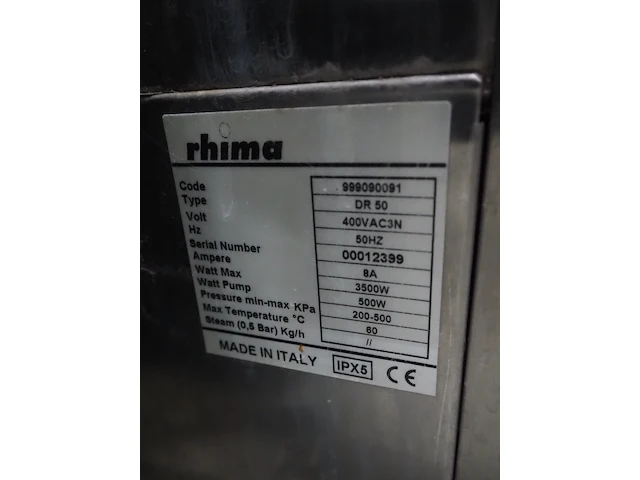 rhima
Code 999090091
Type DR 50
Volt 400VAC3N
Hz 50HZ
Serial Number 00012399
Ampere 8A
Watt Max 3500W
Watt Pump 500W
Pressure min-max KPa 200-500
Max Temperature °C 60
Steam (0,5 Bar) Kg/h //
MADE IN ITALY IPX5 CE